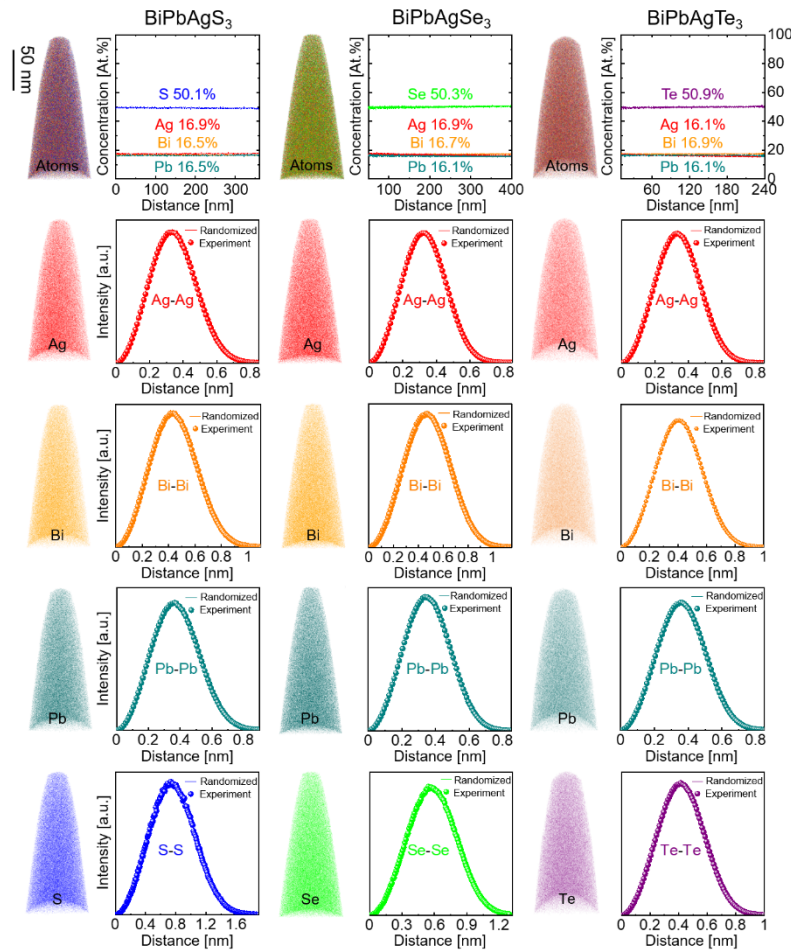 BiPbAgS3
BiPbAgSe3
BiPbAgTe3
50 nm
Atoms
Concentration [At.%]
S 50.1%
Ag 16.9%
Bi 16.5%
Pb 16.5%
0 100 200 300
Distance [nm]
Atoms
Concentration [At.%]
Se 50.3%
Ag 16.9%
Bi 16.7%
Pb 16.1%
100 200 300 400
Distance [nm]
Atoms
Te 50.9%
Ag 16.1%
Bi 16.9%
Pb 16.1%
60 120 180 240
Distance [nm]
100
80
60
40
20
0
Concentration [At.%]
Ag
Intensity [a.u.]
Randomized
Experiment
Ag-Ag
0 0.2 0.4 0.6 0.8
Distance [nm]
Ag
Randomized
Experiment
Ag-Ag
0 0.2 0.4 0.6 0.8
Distance [nm]
Ag
Randomized
Experiment
Ag-Ag
0 0.2 0.4 0.6 0.8
Distance [nm]
Bi
Intensity [a.u.]
Randomized
Experiment
Bi-Bi
0 0.2 0.4 0.6 0.8 1
Distance [nm]
Bi
Randomized
Experiment
Bi-Bi
0 0.2 0.4 0.6 0.8 1
Distance [nm]
Bi
Randomized
Experiment
Bi-Bi
0 0.2 0.4 0.6 0.8 1
Distance [nm]
Pb
Intensity [a.u.]
Randomized
Experiment
Pb-Pb
0 0.2 0.4 0.6 0.8
Distance [nm]
Pb
Randomized
Experiment
Pb-Pb
0 0.2 0.4 0.6 0.8
Distance [nm]
Pb
Randomized
Experiment
Pb-Pb
0 0.2 0.4 0.6 0.8
Distance [nm]
S
Intensity [a.u.]
Randomized
Experiment
S-S
0 0.4 0.8 1.2 1.6
Distance [nm]
Se
Randomized
Experiment
Se-Se
0 0.3 0.6 0.9 1.2
Distance [nm]
Te
Randomized
Experiment
Te-Te
0 0.2 0.4 0.6 0.8
Distance [nm]